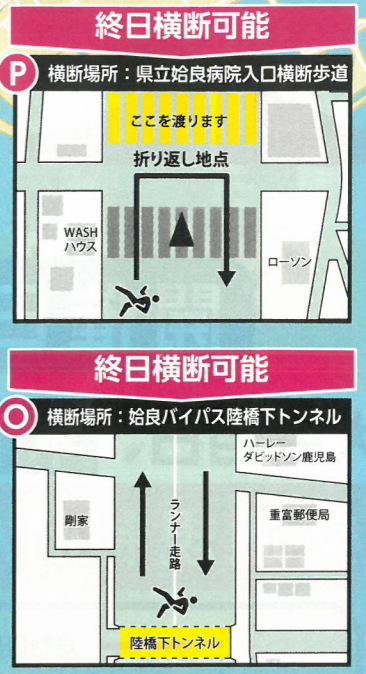 終日横断可能
P 横断場所：県立姶良病院入口横断歩道
ここを渡ります
折り返し地点
WASH
ハウス
ローソン
終日横断可能
O 横断場所：姶良バイパス陸橋下トンネル
ハーレー
ダビッドソン鹿児島
剛家
ランナー走路
重富郵便局
陸橋下トンネル